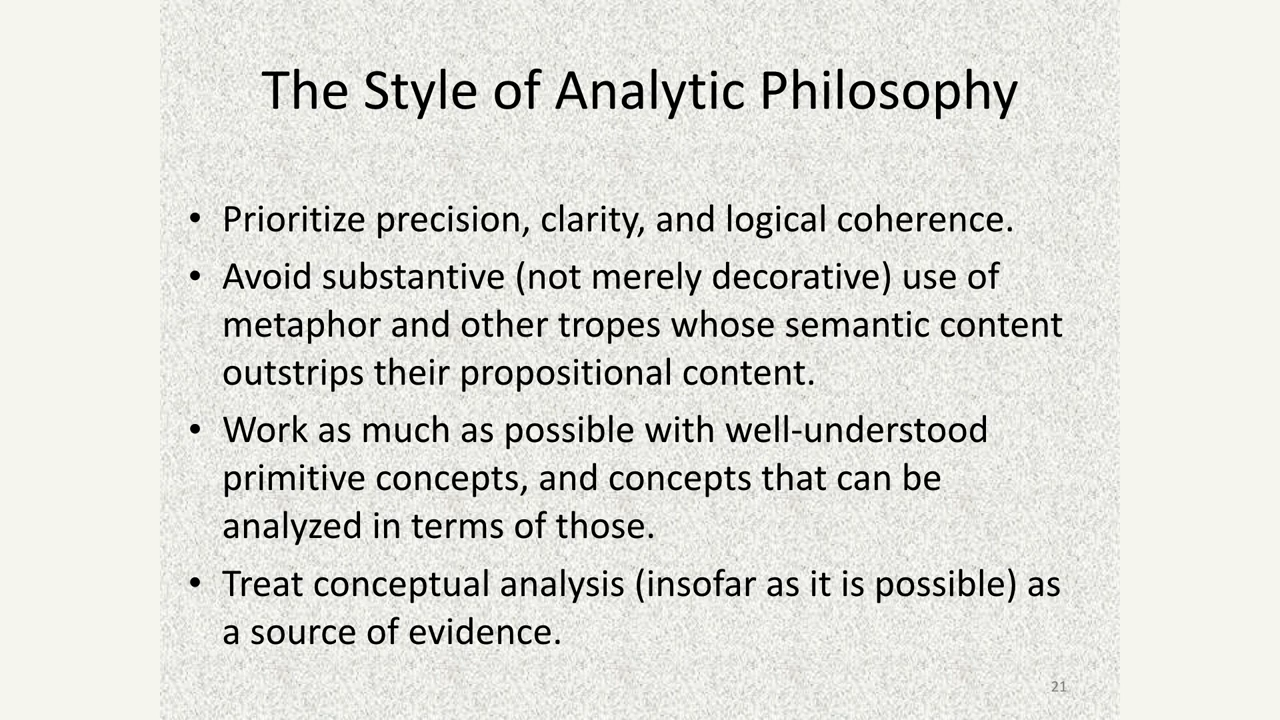 The Style of Analytic Philosophy
• Prioritize precision, clarity, and logical coherence.
• Avoid substantive (not merely decorative) use of
metaphor and other tropes whose semantic content
outstrips their propositional content.
• Work as much as possible with well-understood
primitive concepts, and concepts that can be
analyzed in terms of those.
• Treat conceptual analysis (insofar as it is possible) as
a source of evidence.
21